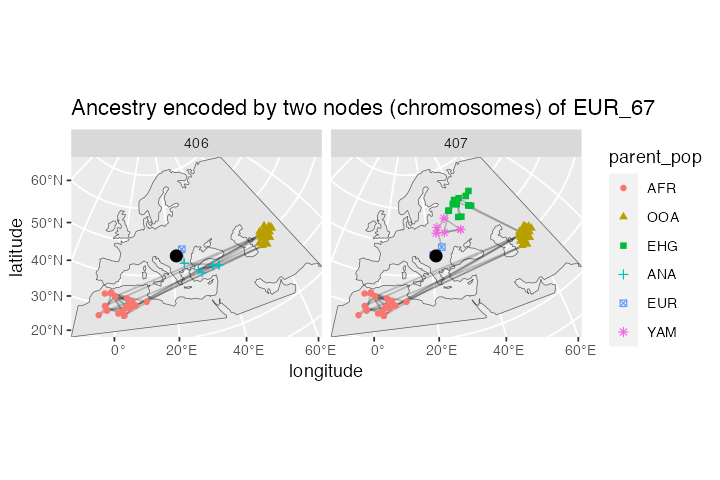 Ancestry encoded by two nodes (chromosomes) of EUR_67
406
407
60°N
50°N
40°N
30°N
20°N
latitude
0°
20°E
40°E
60°E
0°
20°E
40°E
60°E
longitude
parent_pop
AFR
OOA
EHG
ANA
EUR
YAM